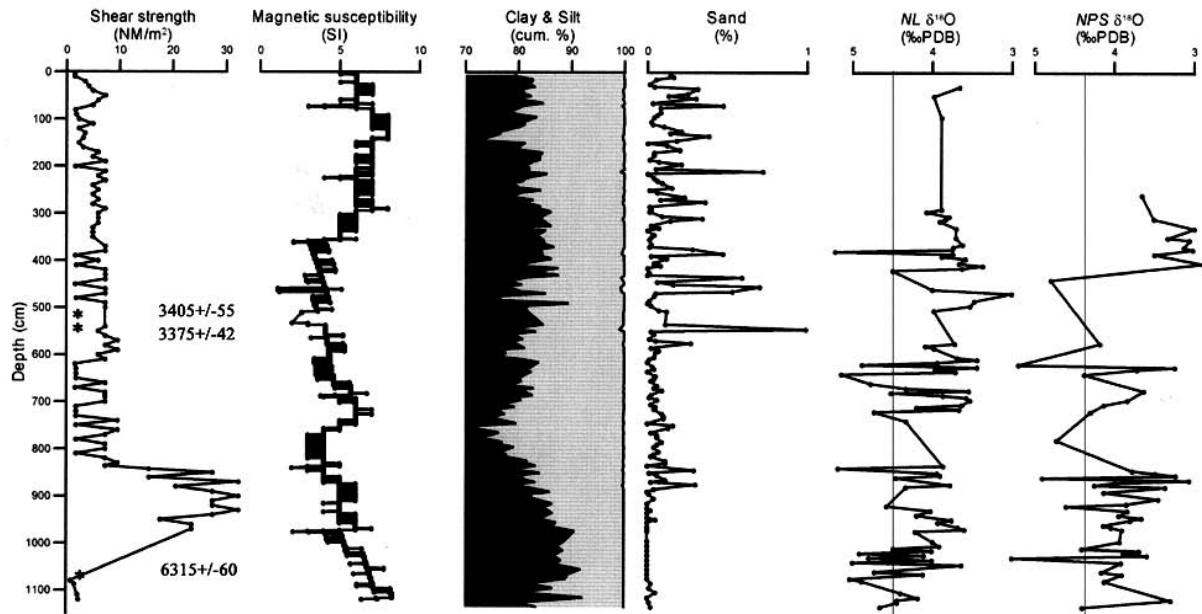 Shear strength
(NM/m²)
0 10 20 30
Magnetic susceptibility
(SI)
0 5 10
Clay & Silt
(cum. %)
70 80 90 100
Sand
(%)
0 1
NL δ¹⁸O
(‰PDB)
5 4 3
NPS δ¹⁸O
(‰PDB)
5 4 3
Depth (cm)
0
100
200
300
400
500
600
700
800
900
1000
1100
* 3405+/-55
* 3375+/-42
* 6315+/-60